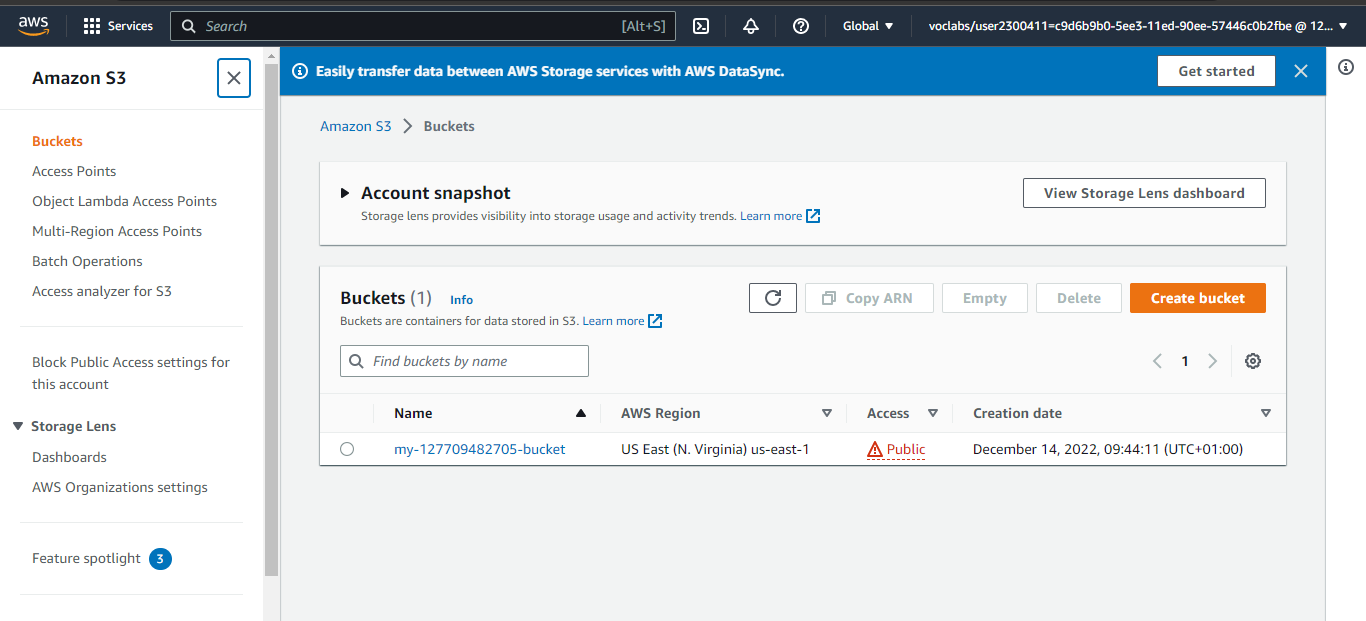 aws
Services
Search
[Alt+S]
Global
voclabs/user2300411=c9d6b9b0-5ee3-11ed-90ee-57446c0b2fbe @ 12...
Amazon S3
Buckets
Access Points
Object Lambda Access Points
Multi-Region Access Points
Batch Operations
Access analyzer for S3
Block Public Access settings for
this account
Storage Lens
Dashboards
AWS Organizations settings
Feature spotlight 3
Easily transfer data between AWS Storage services with AWS DataSync.
Get started
Amazon S3 > Buckets
Account snapshot
Storage lens provides visibility into storage usage and activity trends. Learn more
View Storage Lens dashboard
Buckets (1) Info
Buckets are containers for data stored in S3. Learn more
Copy ARN
Empty
Delete
Create bucket
Find buckets by name
1
Name AWS Region Access Creation date
my-127709482705-bucket US East (N. Virginia) us-east-1 Public December 14, 2022, 09:44:11 (UTC+01:00)